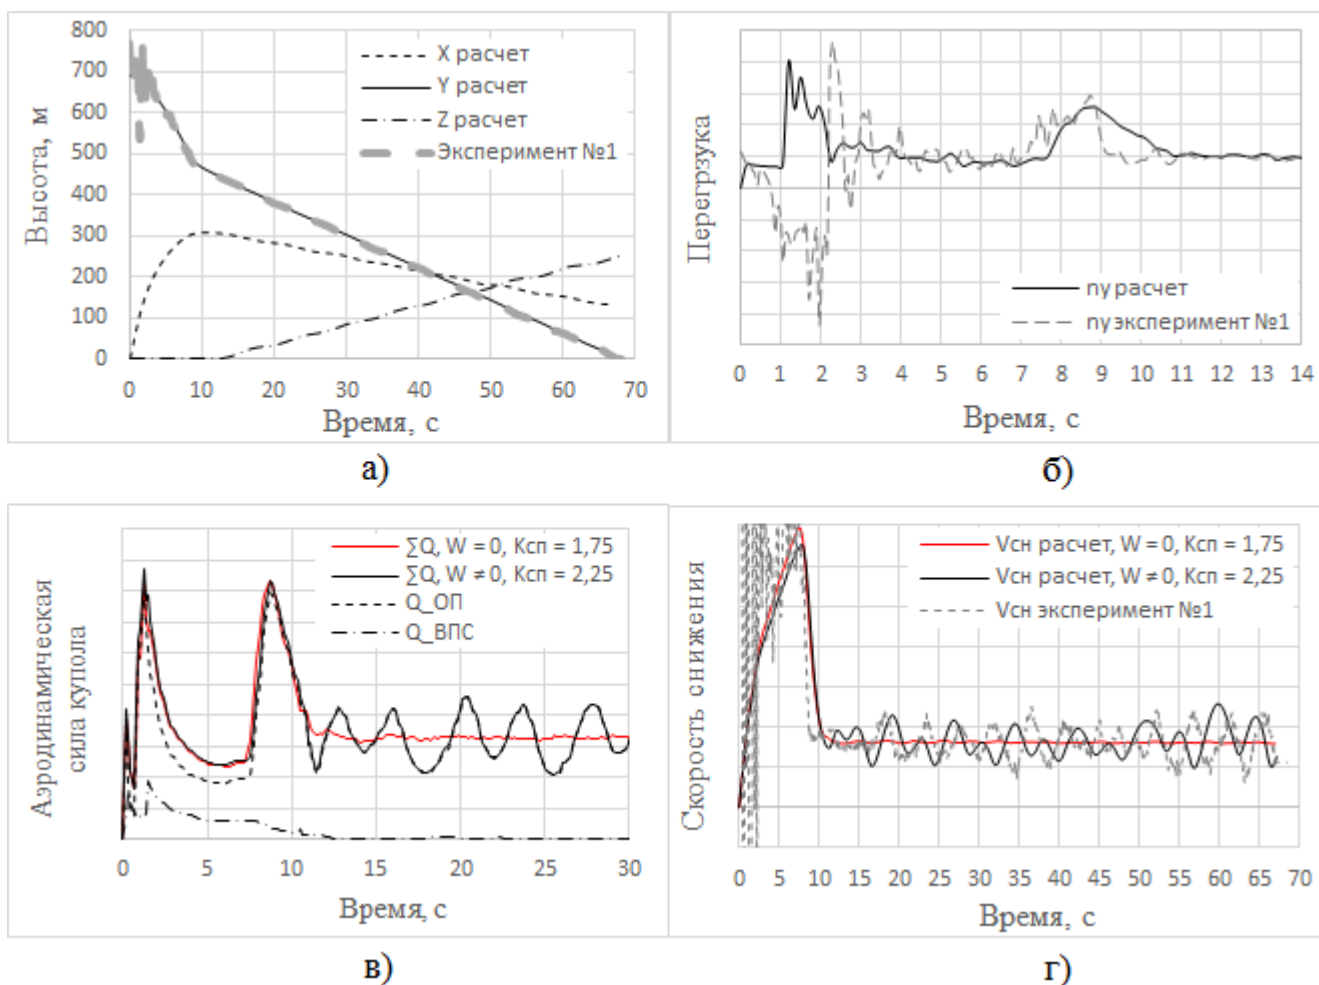 800
700
600
500
400
300
200
100
0
Высота, м
X расчет
Y расчет
Z расчет
Эксперимент №1
0 10 20 30 40 50 60 70
Время, с
а)
Перегрзука
ny расчет
ny эксперимент №1
0 1 2 3 4 5 6 7 8 9 10 11 12 13 14
Время, с
б)
Аэродинамическая
сила купола
∑Q, W = 0, Kсп = 1,75
∑Q, W ≠ 0, Kсп = 2,25
Q_ОП
Q_ВПС
0 5 10 15 20 25 30
Время, с
в)
Скорость снижения
Vсн расчет, W = 0, Kсп = 1,75
Vсн расчет, W ≠ 0, Kсп = 2,25
Vсн эксперимент №1
0 5 10 15 20 25 30 35 40 45 50 55 60 65 70
Время, с
г)